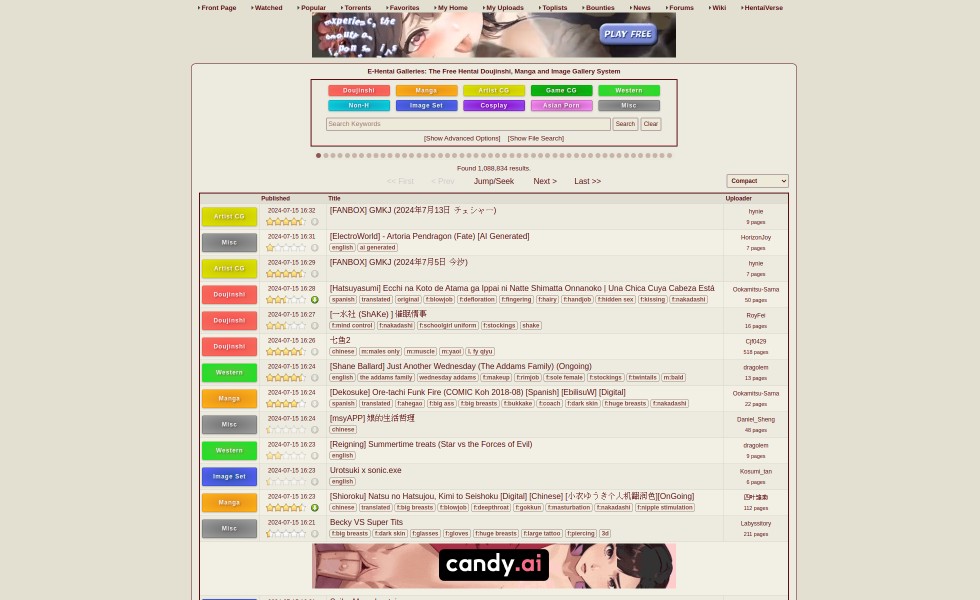 Front Page Watched Popular Torrents Favorites My Home My Uploads Toplists Bounties News Forums Wiki HentaiVerse
PLAY FREE
E-Hentai Galleries: The Free Hentai Doujinshi, Manga and Image Gallery System
Doujinshi Manga Artist CG Game CG Western
Non-H Image Set Cosplay Asian Porn Misc
Search Keywords Search Clear
[Show Advanced Options] [Show File Search]
Found 1,088,834 results.
<< First < Prev Jump/Seek Next > Last >> Compact
Published Title Uploader
Artist CG 2024-07-15 16:32 [FANBOX] GMKJ (2024年7月13日 チェシャー) hynie
9 pages
Misc 2024-07-15 16:31 [ElectroWorld] - Artoria Pendragon (Fate) [AI Generated] HorizonJoy
english ai generated 7 pages
Artist CG 2024-07-15 16:29 [FANBOX] GMKJ (2024年7月5日 今汐) hynie
7 pages
Doujinshi 2024-07-15 16:28 [Hatsuyasumi] Ecchi na Koto de Atama ga Ippai ni Natte Shimatta Onnanoko | Una Chica Cuya Cabeza Está Ookamitsu-Sama
spanish translated original f:blowjob f:defloration f:fingering f:hairy f:handjob f:hidden sex f:kissing f:nakadashi 50 pages
Doujinshi 2024-07-15 16:27 [一水社 (ShAKe) ] 催眠情事 RoyFei
f:mind control f:nakadashi f:schoolgirl uniform f:stockings shake 16 pages
Doujinshi 2024-07-15 16:26 七鱼2 Cjf0429
chinese m:males only m:muscle m:yaoi l. fy qiyu 518 pages
Western 2024-07-15 16:24 [Shane Ballard] Just Another Wednesday (The Addams Family) (Ongoing) dragolem
english the addams family wednesday addams f:makeup f:rimjob f:sole female f:stockings f:twintails m:bald 13 pages
Manga 2024-07-15 16:24 [Dekosuke] Ore-tachi Funk Fire (COMIC Koh 2018-08) [Spanish] [EbilisuW] [Digital] Ookamitsu-Sama
spanish translated f:ahegao f:big ass f:big breasts f:bukkake f:coach f:dark skin f:huge breasts f:nakadashi 22 pages
Misc 2024-07-15 16:24 [msyAPP] 娘的生活哲理 Daniel_Sheng
chinese 48 pages
Western 2024-07-15 16:23 [Reigning] Summertime treats (Star vs the Forces of Evil) dragolem
english 9 pages
Image Set 2024-07-15 16:23 Urotsuki x sonic.exe Kosumi_tan
english 6 pages
Manga 2024-07-15 16:23 [Shioroku] Natsu no Hatsujou, Kimi to Seishoku [Digital] [Chinese] [小衣ゆうき个人机翻润色][OnGoing]
chinese translated f:big breasts f:blowjob f:deepthroat f:gokkun f:masturbation f:nakadashi f:nipple stimulation 112 pages
Misc 2024-07-15 16:21 Becky VS Super Tits Labyssitory
f:big breasts f:dark skin f:glasses f:gloves f:huge breasts f:large tattoo f:piercing 3d 211 pages
candy.ai